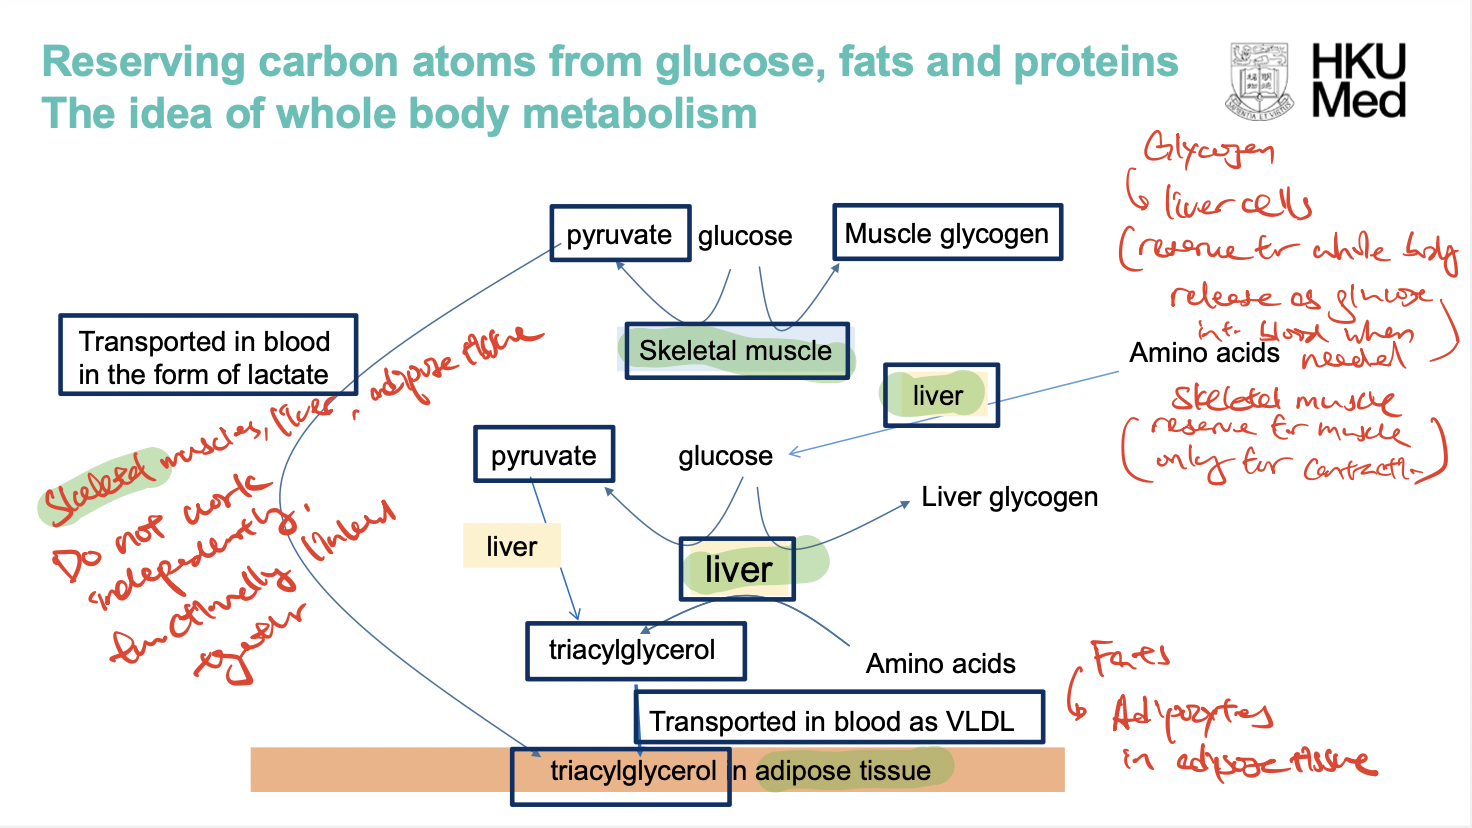 Reserving carbon atoms from glucose, fats and proteins
The idea of whole body metabolism
HKU
Med
Glycogen
liver cells
(reserve for whole body
release as glucose
into blood when
needed)
pyruvate
glucose
Muscle glycogen
Transported in blood
in the form of lactate
Skeletal muscle
Amino acids
liver
Skeletal muscle
(reserve for muscle
only for contraction)
Skeletal muscles, liver, adipose tissue
Do not work
independently,
functionally linked
together
pyruvate
glucose
Liver glycogen
liver
liver
triacylglycerol
Amino acids
Transported in blood as VLDL
triacylglycerol in adipose tissue
Adipocytes
in adipose tissue